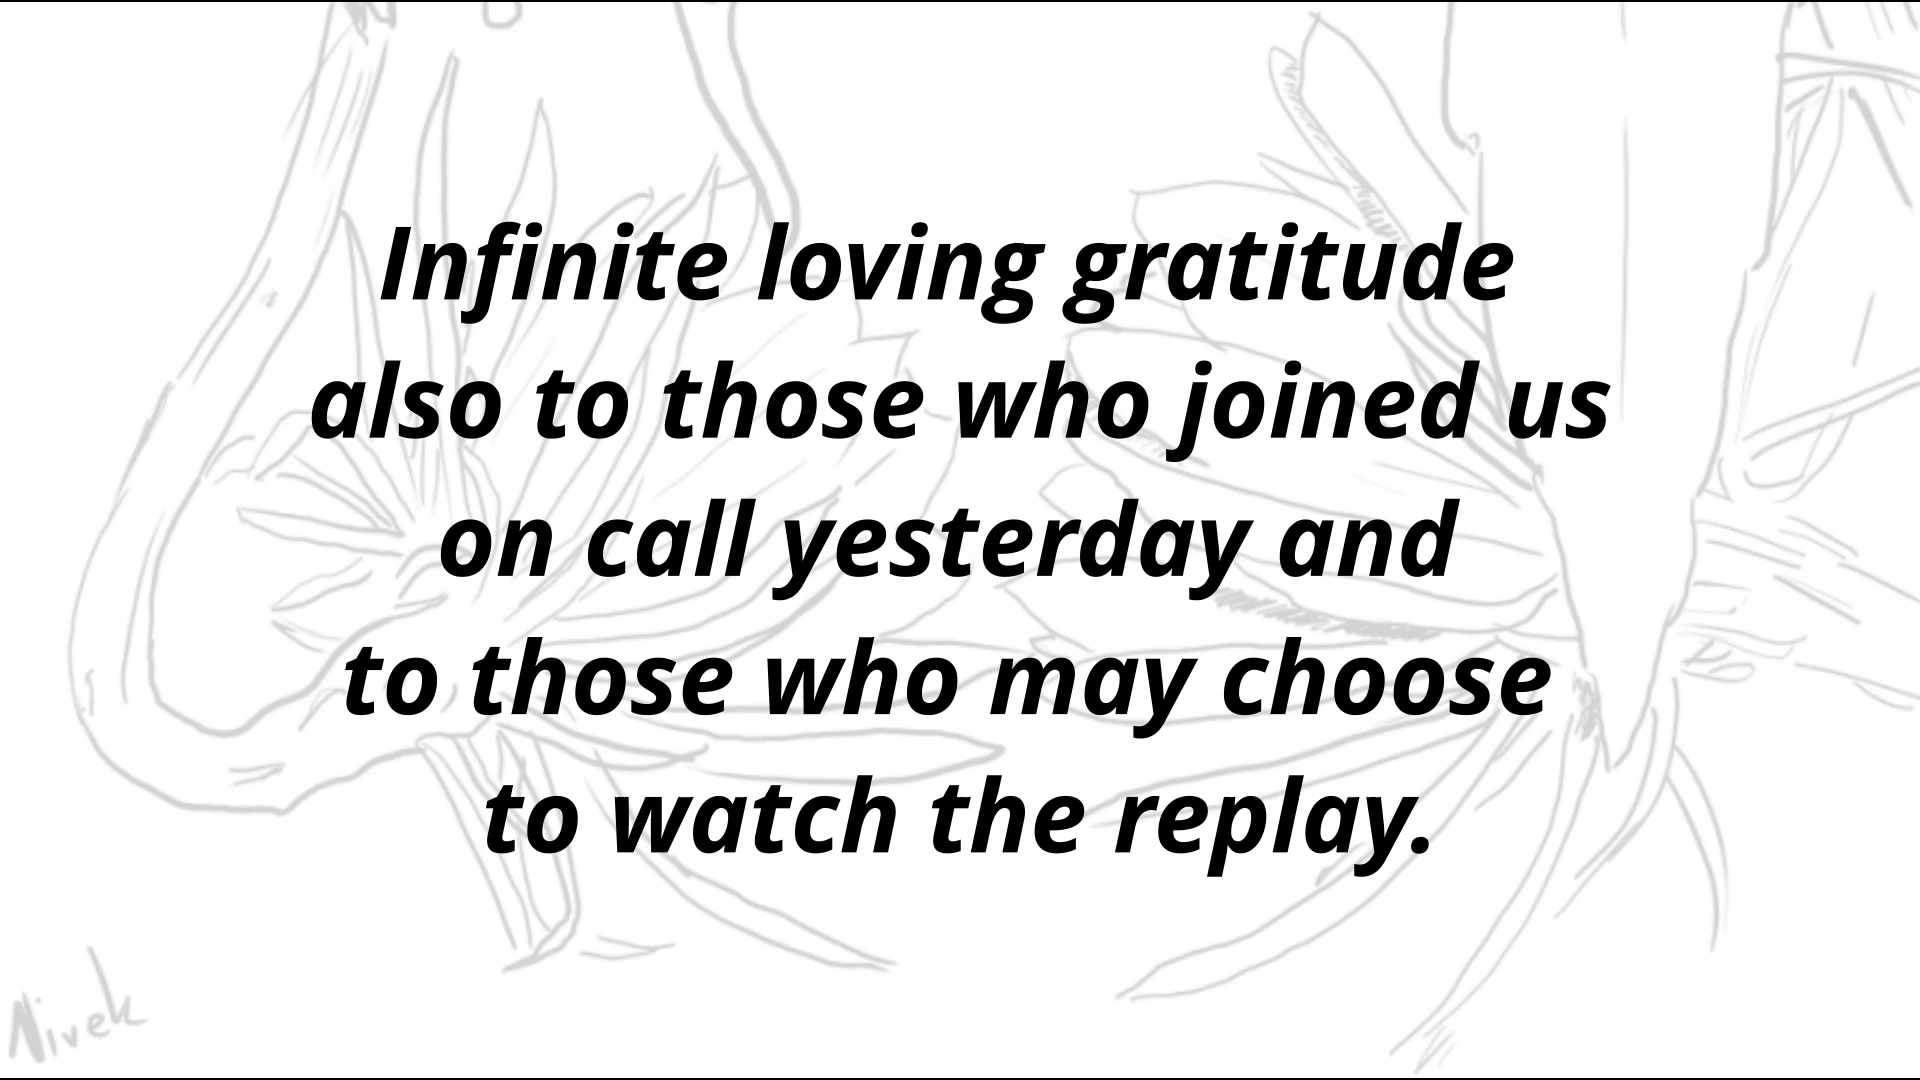 Infinite loving gratitude
also to those who joined us
on call yesterday and
to those who may choose
to watch the replay.
Nivek